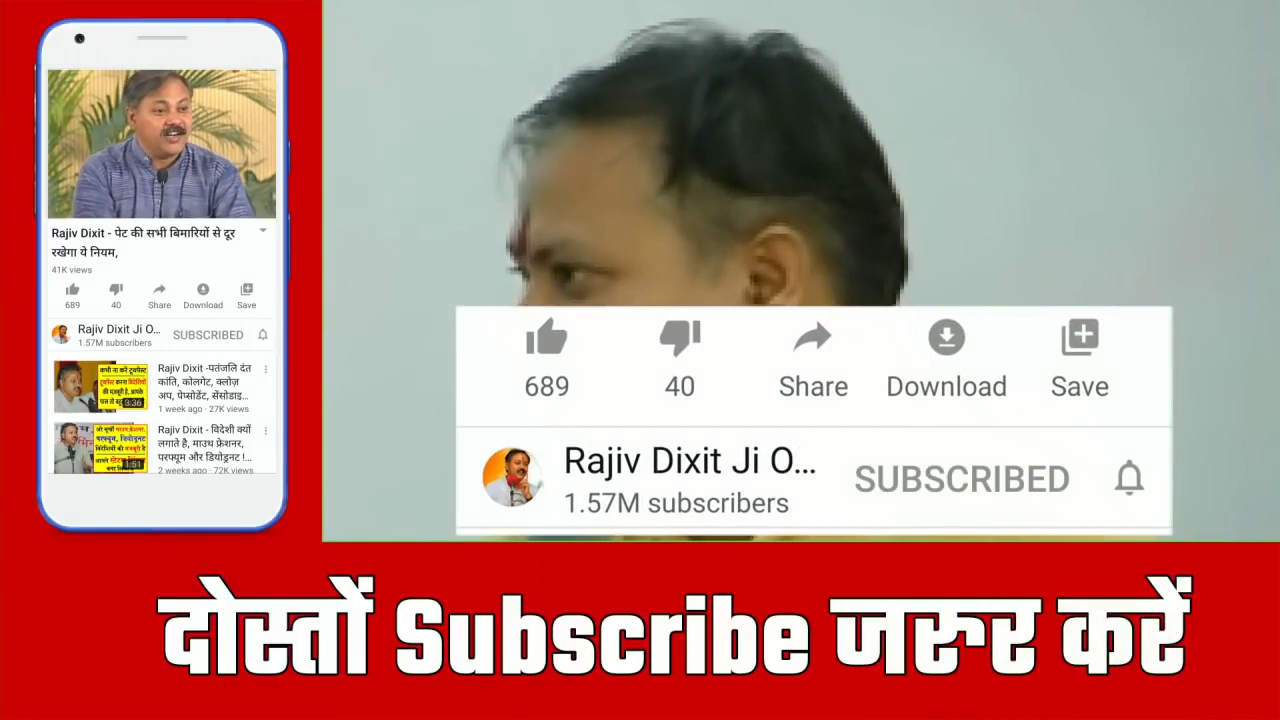 Rajiv Dixit - पेट की सभी बिमारियों से दूर
रखेगा ये नियम,
41K views
689
40
Share
Download
Save
Rajiv Dixit Ji O...
SUBSCRIBED
1.57M subscribers
कभी ना करें टूथपेस्ट
3:36
Rajiv Dixit -पतंजलि दंत
कांति, कोलगेट, क्लोज़
अप, पेप्सोडेंट, सेंसोडाइ...
1 week ago · 27K views
1:51
Rajiv Dixit - विदेशी क्यों
लगाते है, माउथ फ्रेशनर,
परफ्यूम और डियोड्रनट !...
2 weeks ago · 72K views
689
40
Share
Download
Save
Rajiv Dixit Ji O...
SUBSCRIBED
1.57M subscribers
दोस्तों Subscribe जरुर करें